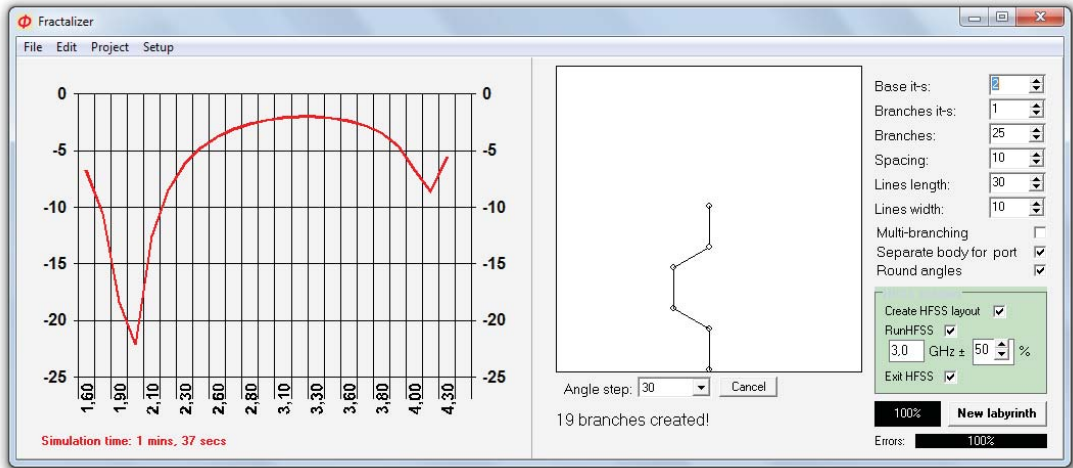 Φ Fractalizer
File Edit Project Setup
0
-5
-10
-15
-20
-25
0
-5
-10
-15
-20
-25
1,60 1,90 2,10 2,30 2,60 2,80 3,10 3,30 3,60 3,80 4,00 4,30
Simulation time: 1 mins, 37 secs
Angle step: 30 Cancel
19 branches created!
Base it-s: 2
Branches it-s: 1
Branches: 25
Spacing: 10
Lines length: 30
Lines width: 10
Multi-branching
Separate body for port
Round angles
Create HFSS layout
RunHFSS
3,0 GHz ± 50 %
Exit HFSS
100% New labyrinth
Errors: 100%